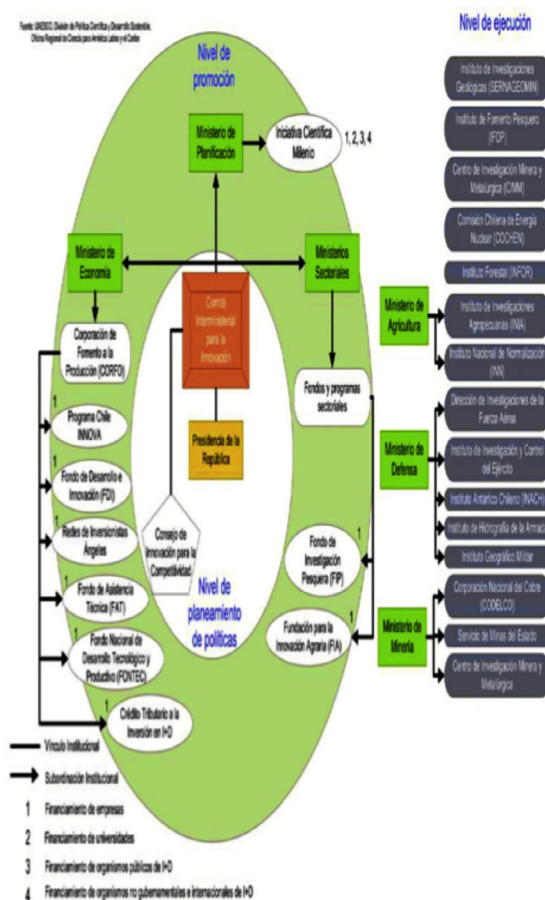 Fuente: UNESCO, División de Política Científica y Desarrollo Sostenible,
Oficina Regional de Ciencia para América Latina y el Caribe
Nivel de
promoción
Nivel de ejecución
Ministerio de
Planificación
Iniciativa Científica
Milenio
1, 2, 3, 4
Ministerio de
Economía
Ministerios
Sectoriales
Comité
Interministerial
para la
Innovación
Corporación de
Fomento a la
Producción (CORFO)
Fondos y programas
sectoriales
Presidencia de la
República
1
Programa Chile
INNOVA
1
Fondo de Desarrollo e
Innovación (FDI)
1
Redes de Inversionistas
Ángeles
Consejo de
Innovación para la
Competitividad
1
Fondo de
Investigación
Pesquera (FIP)
1
Fondo de Asistencia
Técnica (FAT)
Nivel de
planeamiento
de políticas
1
Fundación para la
Innovación Agraria (FIA)
1
Fondo Nacional de
Desarrollo Tecnológico y
Productivo (FONTEC)
1
Crédito Tributario a la
Inversión en I+D
Instituto de Investigaciones
Geológicas (SERNAGEOMIN)
Instituto de Fomento Pesquero
(IFOP)
Centro de Investigación Minera y
Metalúrgica (CIMM)
Comisión Chilena de Energía
Nuclear (COCHEN)
Instituto Forestal (INFOR)
Ministerio de
Agricultura
Instituto de Investigaciones
Agropecuarias (INIA)
Instituto Nacional de Normalización
(INN)
Ministerio de
Defensa
Dirección de Investigaciones de la
Fuerza Aérea
Instituto de Investigación y Control
del Ejército
Instituto Antártico Chileno (INACH)
Instituto de Hidrografía de la Armada
Instituto Geográfico Militar
Ministerio de
Minería
Corporación Nacional del Cobre
(CODELCO)
Servicio de Minas del Estado
Centro de Investigación Minera y
Metalúrgica
Vínculo Institucional
Subordinación Institucional
1 Financiamiento de empresas
2 Financiamiento de universidades
3 Financiamiento de organismos públicos de I+D
4 Financiamiento de organismos no gubernamentales e internacionales de I+D